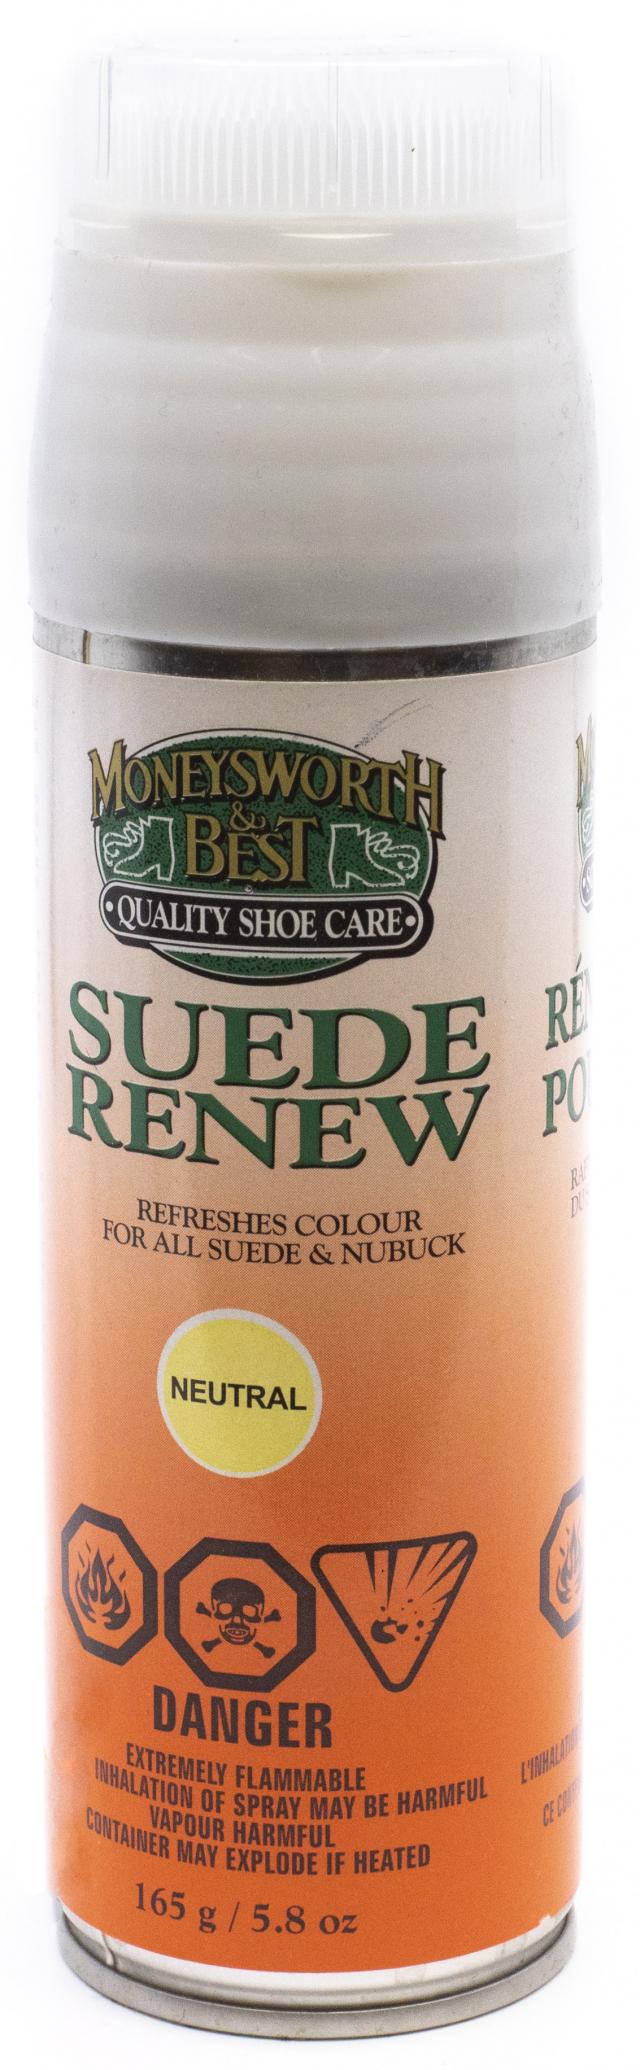 MONEYSWORTH
&
BEST
•QUALITY SHOE CARE•
SUEDE
RENEW
REFRESHES COLOUR
FOR ALL SUEDE & NUBUCK
NEUTRAL
DANGER
EXTREMELY FLAMMABLE
INHALATION OF SPRAY MAY BE HARMFUL
VAPOUR HARMFUL
CONTAINER MAY EXPLODE IF HEATED
165 g / 5.8 oz